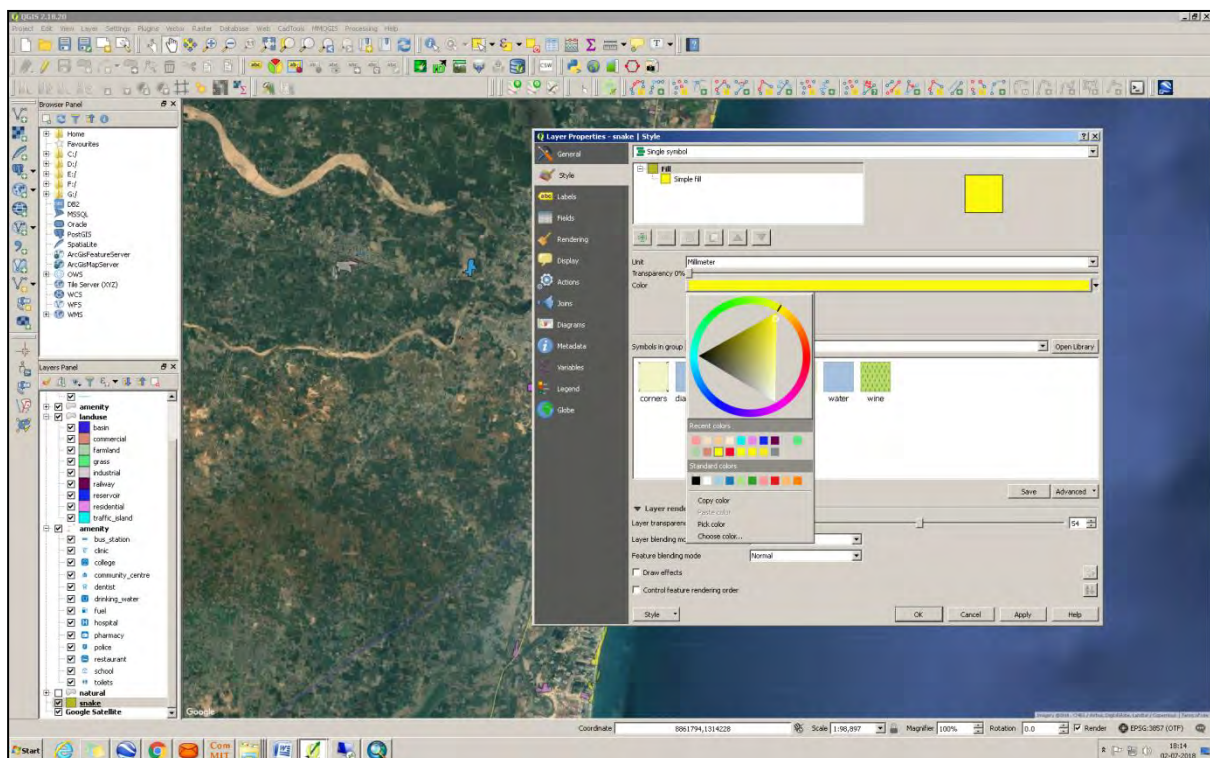 QGIS 2.18.20
Project Edit View Layer Settings Plugins Vector Raster Database Web CadTools MMQGIS Processing Help
CSW
Browser Panel
Home
Favourites
C:/
D:/
E:/
F:/
G:/
DB2
MSSQL
Oracle
PostGIS
SpatiaLite
ArcGisFeatureServer
ArcGisMapServer
OWS
Tile Server (XYZ)
WCS
WFS
WMS
Layers Panel
amenity
landuse
basin
commercial
farmland
grass
industrial
railway
reservoir
residential
traffic_island
amenity
bus_station
clinic
college
community_centre
dentist
drinking_water
fuel
hospital
pharmacy
police
restaurant
school
toilets
natural
snake
Google Satellite
Google
Layer Properties - snake | Style
General
Style
Labels
Fields
Rendering
Display
Actions
Joins
Diagrams
Metadata
Variables
Legend
Globe
Single symbol
Fill
Simple fill
Unit Millimeter
Transparency 0%
Color
Symbols in group
Open Library
corners
water
wine
Recent colors
Standard colors
Copy color
Paste color
Pick color
Choose color...
Save Advanced
Layer transparen
54
Feature blending mode Normal
Draw effects
Control feature rendering order
Style OK Cancel Apply Help
Coordinate 8861794,1314228 Scale 1:98,897 Magnifier 100% Rotation 0.0 Render EPSG:3857 (OTF)
Start
Com
MIT
18:14
02-07-2018